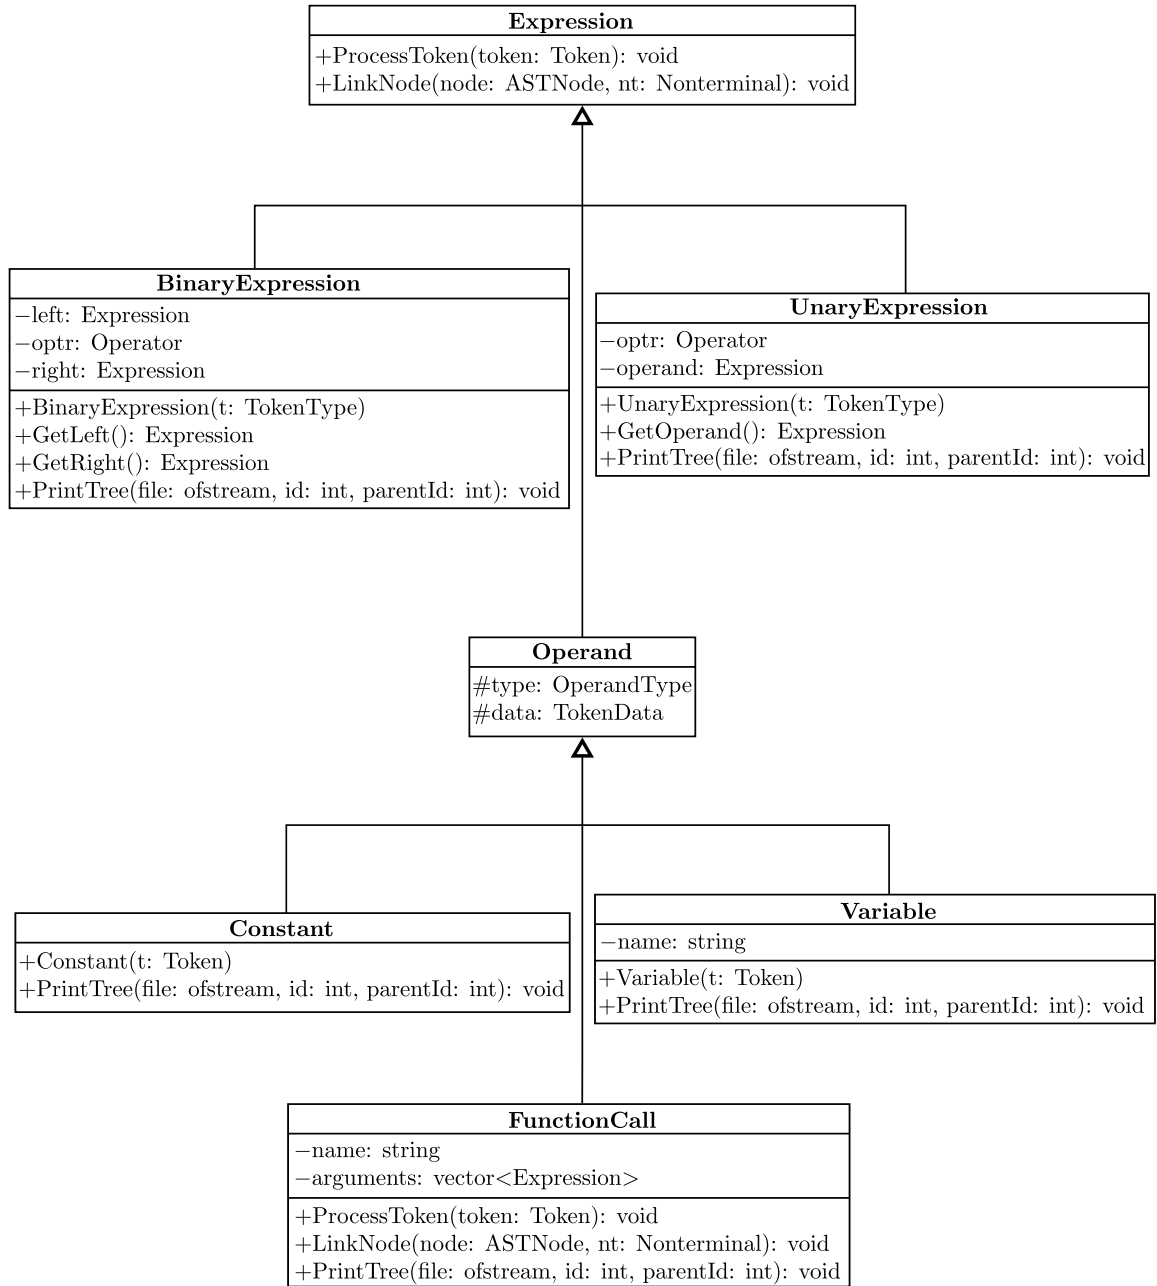 Expression
+ProcessToken(token: Token): void
+LinkNode(node: ASTNode, nt: Nonterminal): void
BinaryExpression
−left: Expression
−optr: Operator
−right: Expression
+BinaryExpression(t: TokenType)
+GetLeft(): Expression
+GetRight(): Expression
+PrintTree(file: ofstream, id: int, parentId: int): void
UnaryExpression
−optr: Operator
−operand: Expression
+UnaryExpression(t: TokenType)
+GetOperand(): Expression
+PrintTree(file: ofstream, id: int, parentId: int): void
Operand
#type: OperandType
#data: TokenData
Constant
+Constant(t: Token)
+PrintTree(file: ofstream, id: int, parentId: int): void
Variable
−name: string
+Variable(t: Token)
+PrintTree(file: ofstream, id: int, parentId: int): void
FunctionCall
−name: string
−arguments: vector<Expression>
+ProcessToken(token: Token): void
+LinkNode(node: ASTNode, nt: Nonterminal): void
+PrintTree(file: ofstream, id: int, parentId: int): void